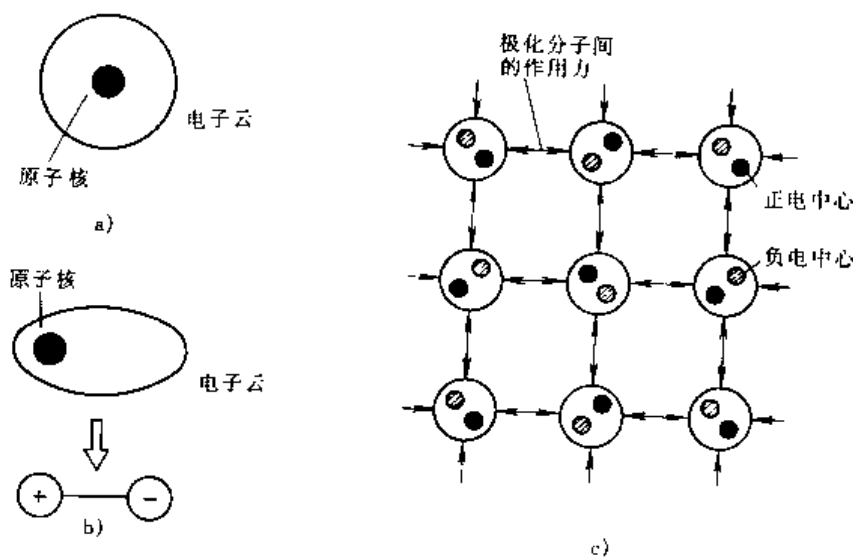 电子云
原子核
a)
原子核
电子云
+
−
b)
极化分子间
的作用力
正电中心
负电中心
c)